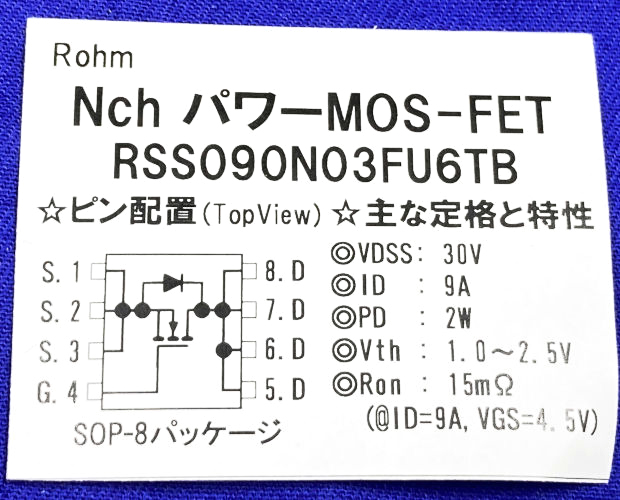 Rohm
Nch パワーMOS-FET
RSS090N03FU6TB
☆ピン配置(TopView) ☆主な定格と特性
S.1
S.2
S.3
G.4
8.D
7.D
6.D
5.D
SOP-8パッケージ
◎VDSS: 30V
◎ID : 9A
◎PD : 2W
◎Vth : 1.0～2.5V
◎Ron : 15mΩ
(@ID=9A, VGS=4.5V)